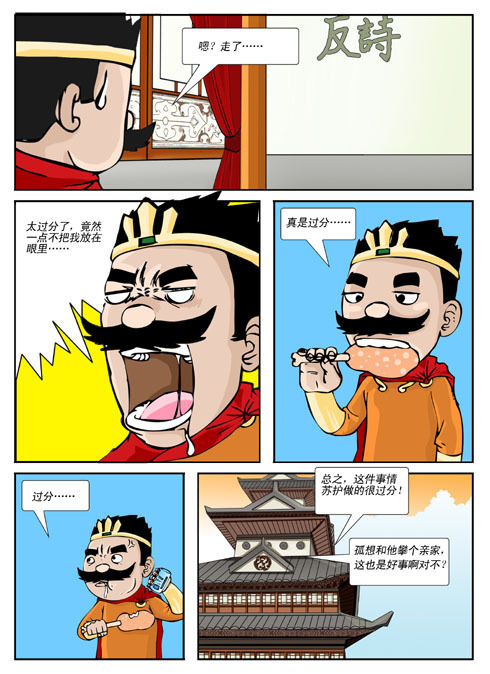 嗯？走了……
反詩
太过分了，竟然
一点不把我放在
眼里……
真是过分……
过分……
总之，这件事情
苏护做的很过分！
孤想和他攀个亲家，
这也是好事啊对不？